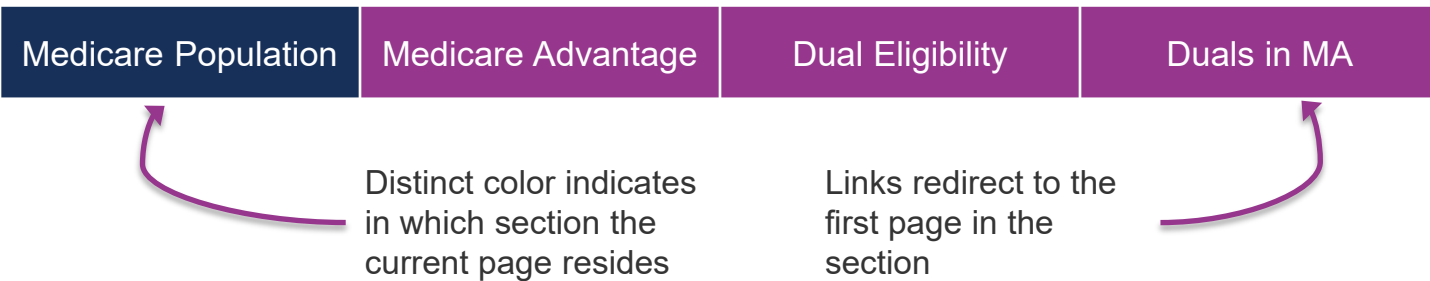 Medicare Population
Medicare Advantage
Dual Eligibility
Duals in MA
Distinct color indicates
in which section the
current page resides
Links redirect to the
first page in the
section